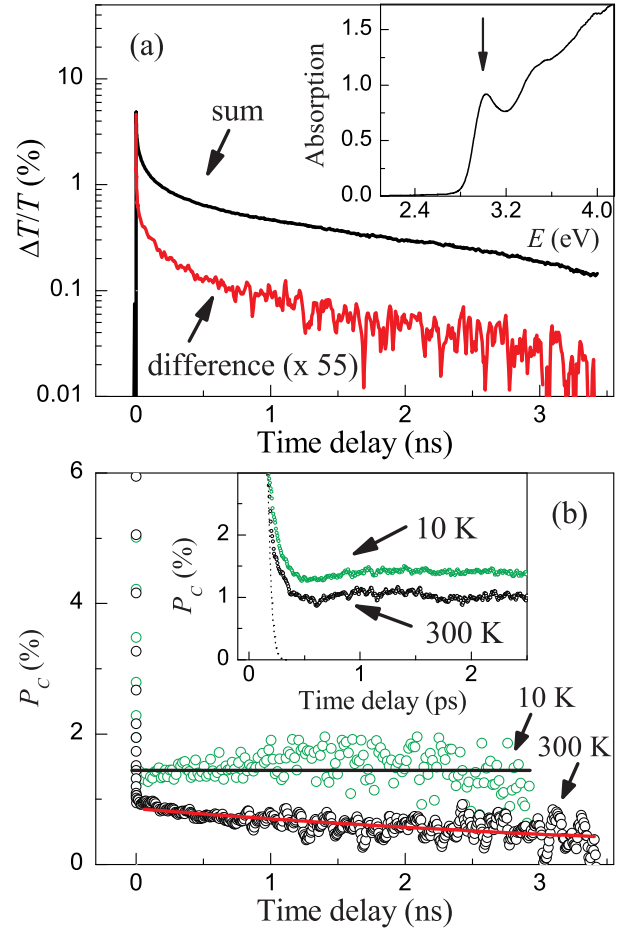 (a)
sum
difference (x 55)
ΔT/T (%)
10
1
0.1
0.01
0 1 2 3
Time delay (ns)
Absorption
1.5
1.0
0.5
0.0
2.4 3.2 4.0
E (eV)
(b)
P_C (%)
6
4
2
0
10 K
300 K
0 1 2 3
Time delay (ns)
P_C (%)
2
1
0
10 K
300 K
0 1 2
Time delay (ps)